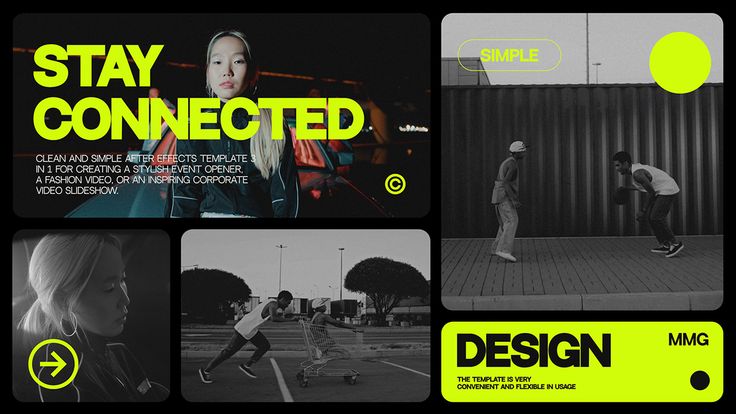 STAY
CONNECTED
CLEAN AND SIMPLE AFTER EFFECTS TEMPLATE 3
IN 1 FOR CREATING A STYLISH EVENT OPENER,
A FASHION VIDEO, OR AN INSPIRING CORPORATE
VIDEO SLIDESHOW.
©
SIMPLE
DESIGN
MMG
THE TEMPLATE IS VERY
CONVENIENT AND FLEXIBLE IN USAGE